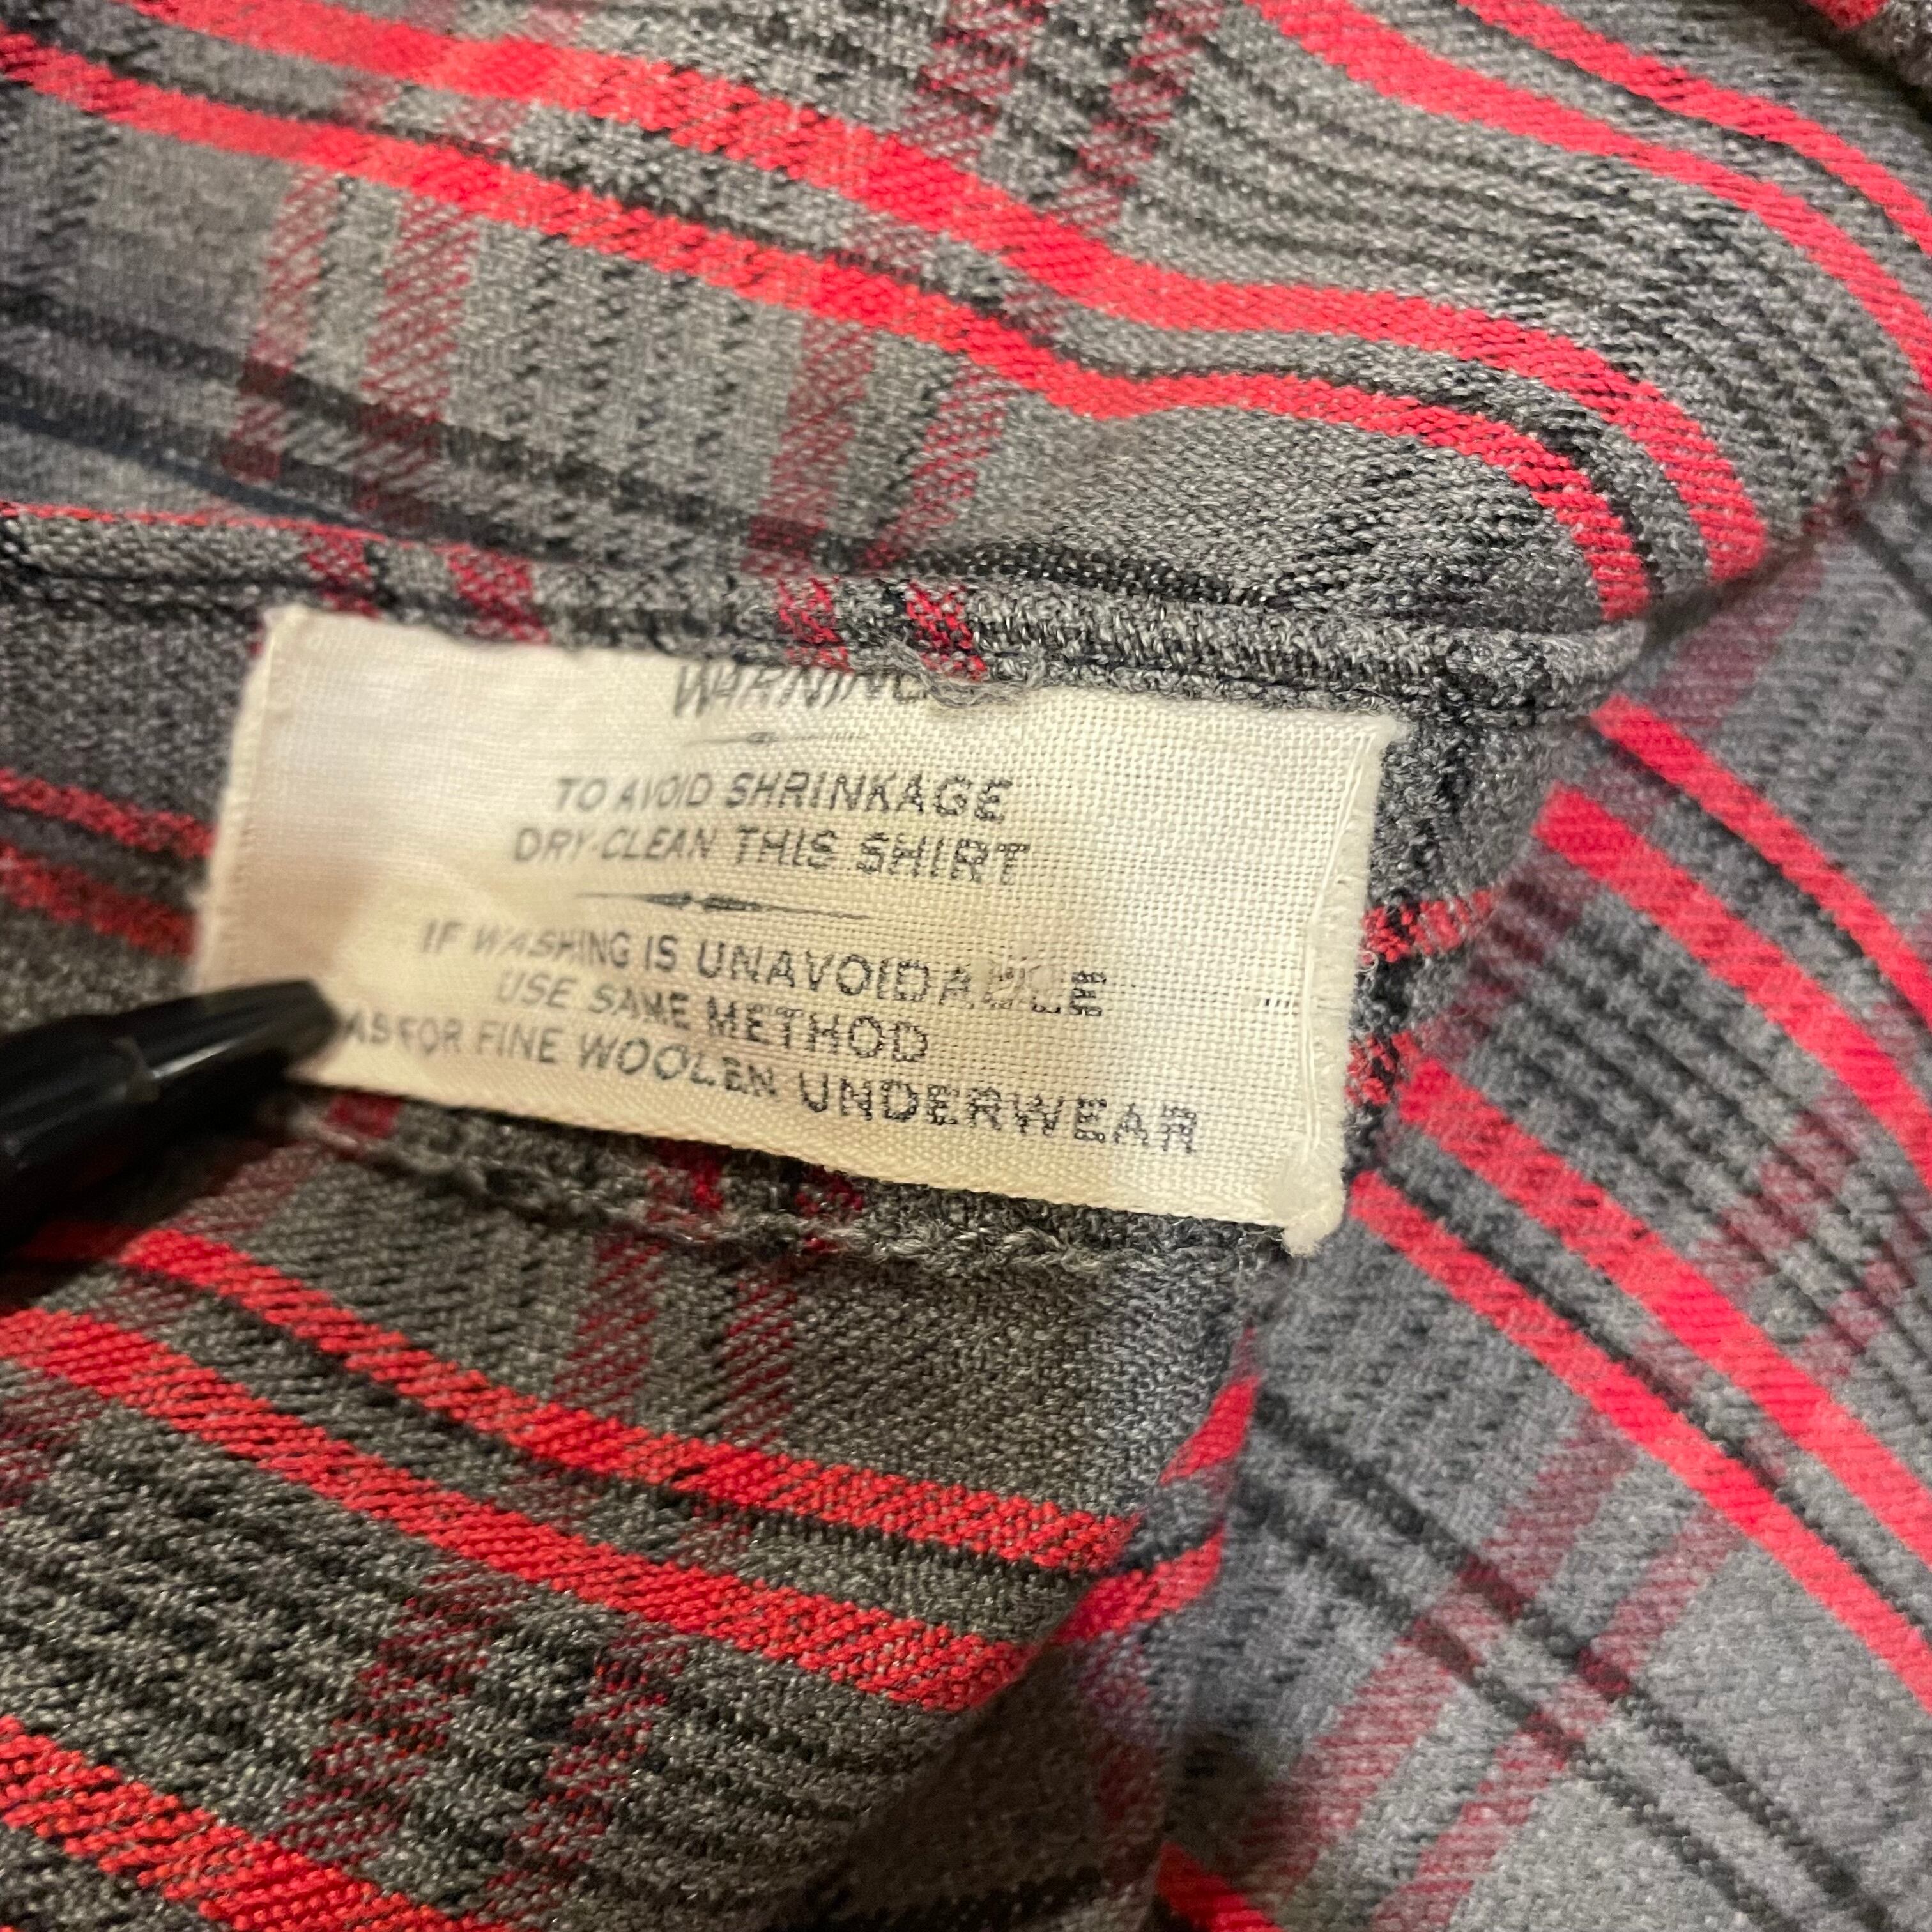 WARNING
TO AVOID SHRINKAGE
DRY-CLEAN THIS SHIRT
IF WASHING IS UNAVOIDABLE
USE SAME METHOD
AS FOR FINE WOOLEN UNDERWEAR